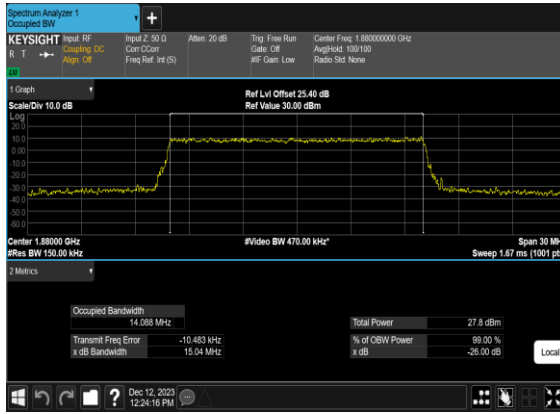 Spectrum Analyzer 1
Occupied BW
+
KEYSIGHT
R T
LXI
Input: RF
Coupling: DC
Align: Off
Input Z: 50 Ω
Corr CCorr
Freq Ref: Int (S)
Atten: 20 dB
Trig: Free Run
Gate: Off
#IF Gain: Low
Center Freq: 1.880000000 GHz
Avg|Hold: 100/100
Radio Std: None
1 Graph
Scale/Div 10.0 dB
Ref Lvl Offset 25.40 dB
Ref Value 30.00 dBm
Log
20.0
10.0
0.00
-10.0
-20.0
-30.0
-40.0
-50.0
-60.0
Center 1.88000 GHz
#Video BW 470.00 kHz*
Span 30 MH
#Res BW 150.00 kHz
Sweep 1.67 ms (1001 pt
2 Metrics
Occupied Bandwidth
14.088 MHz
Total Power 27.8 dBm
Transmit Freq Error -10.483 kHz
% of OBW Power 99.00 %
x dB Bandwidth 15.04 MHz
x dB -26.00 dB
Local
?
Dec 12, 2023
12:24:16 PM